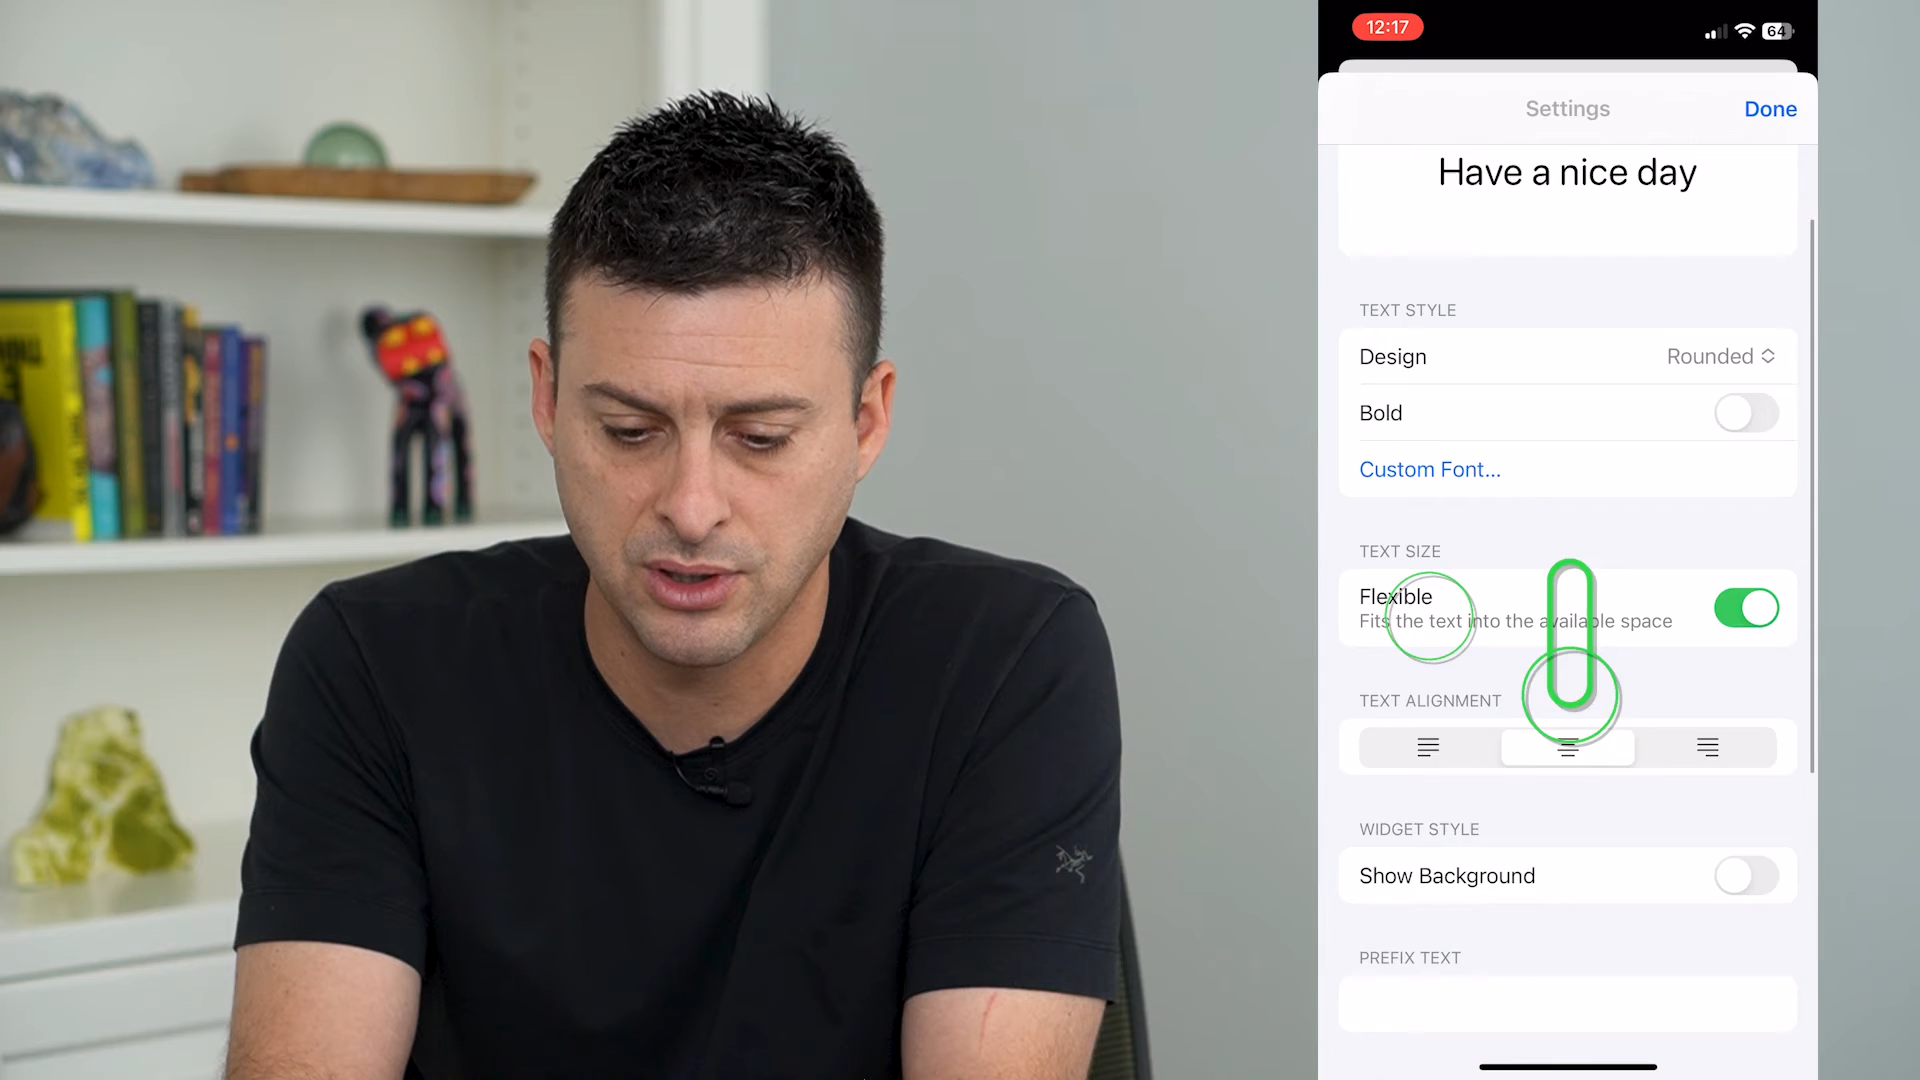 12:17
64
Settings
Done
Have a nice day
TEXT STYLE
Design
Rounded
Bold
Custom Font...
TEXT SIZE
Flexible
Fits the text into the available space
TEXT ALIGNMENT
WIDGET STYLE
Show Background
PREFIX TEXT